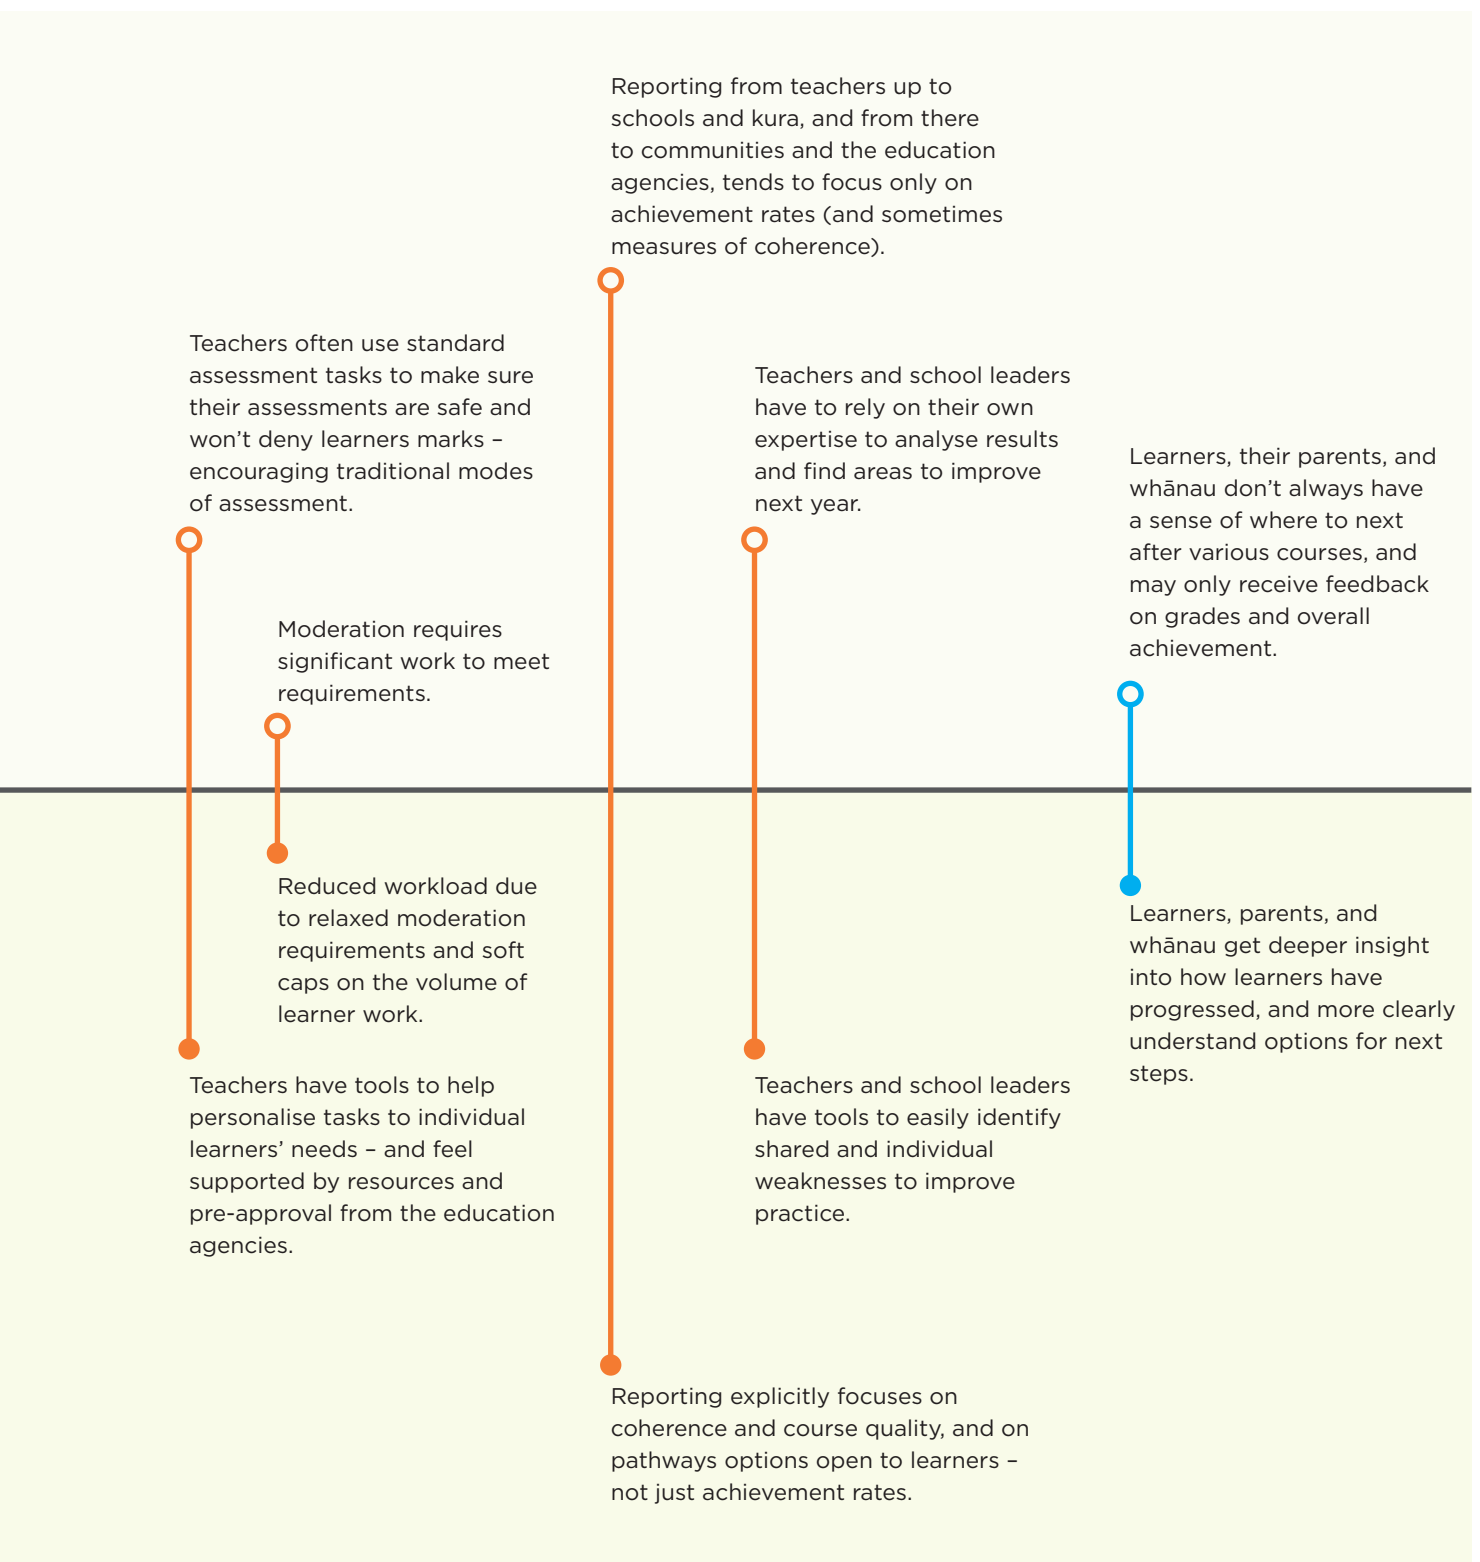 Reporting from teachers up to
schools and kura, and from there
to communities and the education
agencies, tends to focus only on
achievement rates (and sometimes
measures of coherence).
Teachers often use standard
assessment tasks to make sure
their assessments are safe and
won’t deny learners marks –
encouraging traditional modes
of assessment.
Teachers and school leaders
have to rely on their own
expertise to analyse results
and find areas to improve
next year.
Learners, their parents, and
whānau don’t always have
a sense of where to next
after various courses, and
may only receive feedback
on grades and overall
achievement.
Moderation requires
significant work to meet
requirements.
Reduced workload due
to relaxed moderation
requirements and soft
caps on the volume of
learner work.
Learners, parents, and
whānau get deeper insight
into how learners have
progressed, and more clearly
understand options for next
steps.
Teachers have tools to help
personalise tasks to individual
learners’ needs – and feel
supported by resources and
pre-approval from the education
agencies.
Teachers and school leaders
have tools to easily identify
shared and individual
weaknesses to improve
practice.
Reporting explicitly focuses on
coherence and course quality, and on
pathways options open to learners –
not just achievement rates.